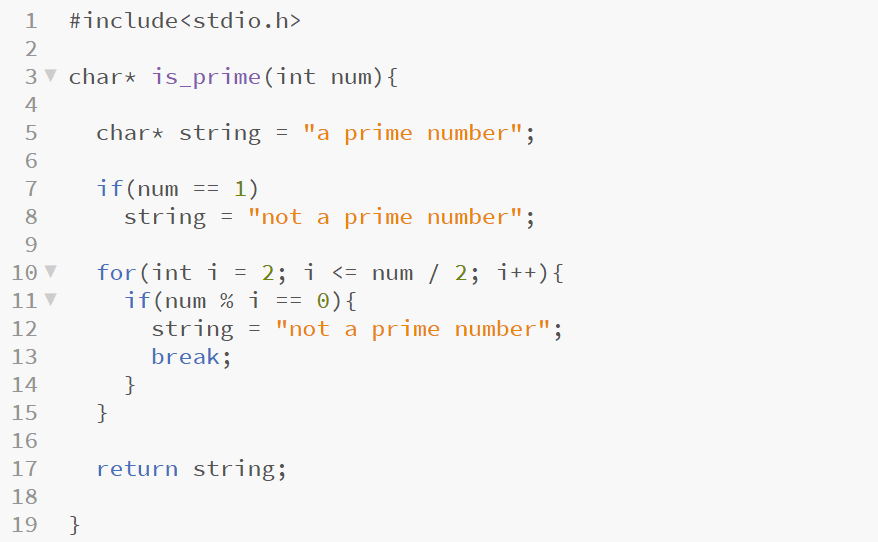 1 #include<stdio.h>
2
3 char* is_prime(int num){
4
5   char* string = "a prime number";
6
7   if(num == 1)
8     string = "not a prime number";
9
10   for(int i = 2; i <= num / 2; i++){
11     if(num % i == 0){
12       string = "not a prime number";
13       break;
14     }
15   }
16
17   return string;
18
19 }